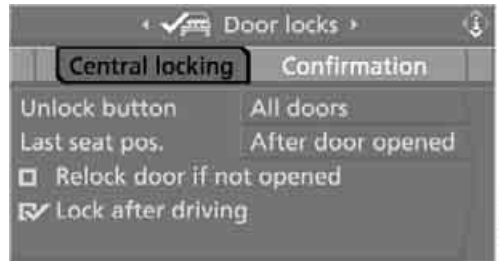 Door locks
Central locking Confirmation
Unlock button All doors
Last seat pos. After door opened
Relock door if not opened
Lock after driving